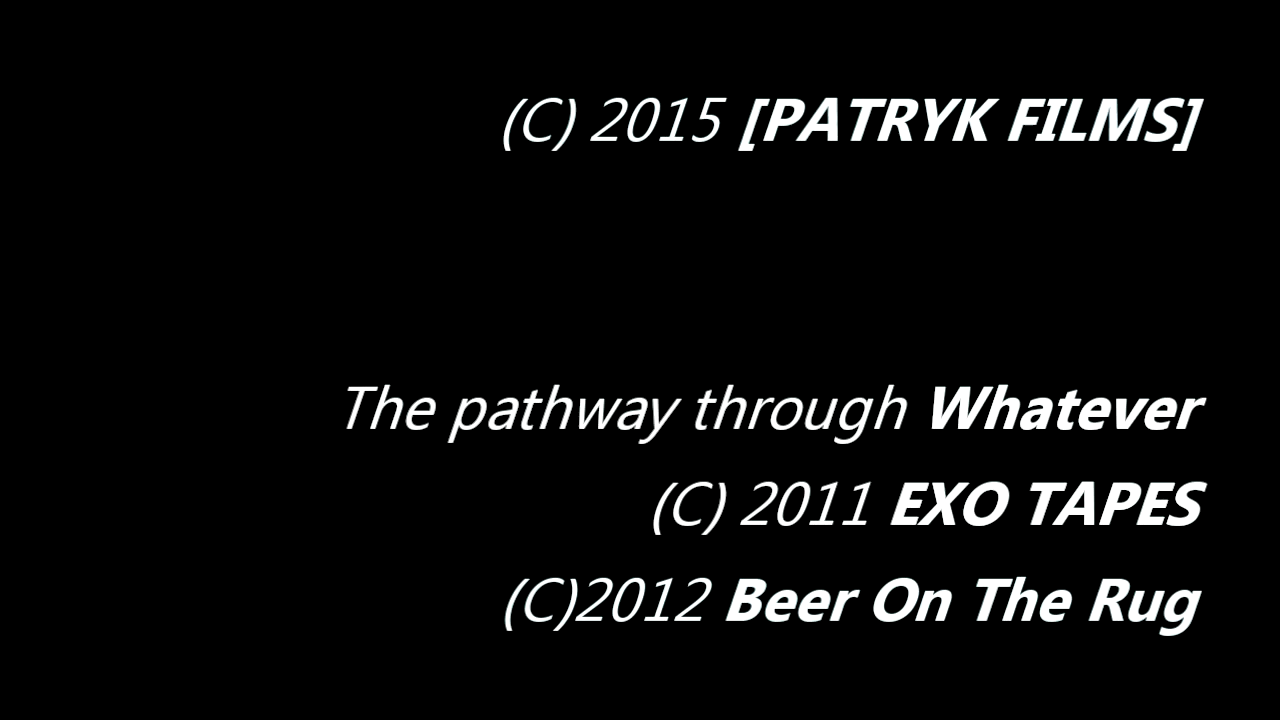 (C) 2015 [PATRYK FILMS]
The pathway through Whatever
(C) 2011 EXO TAPES
(C)2012 Beer On The Rug